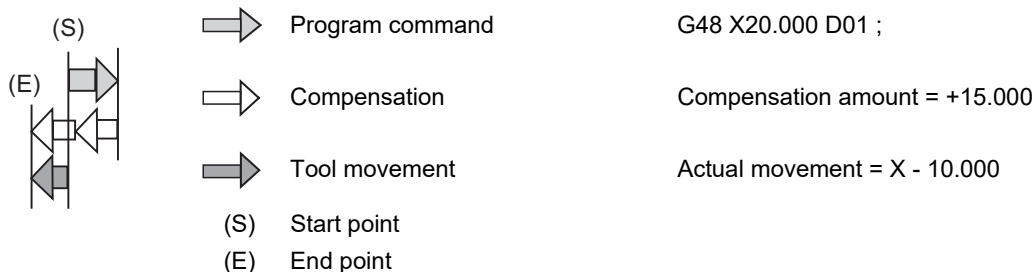 (S)
(E)
Program command G48 X20.000 D01 ;
Compensation Compensation amount = +15.000
Tool movement Actual movement = X - 10.000
(S) Start point
(E) End point